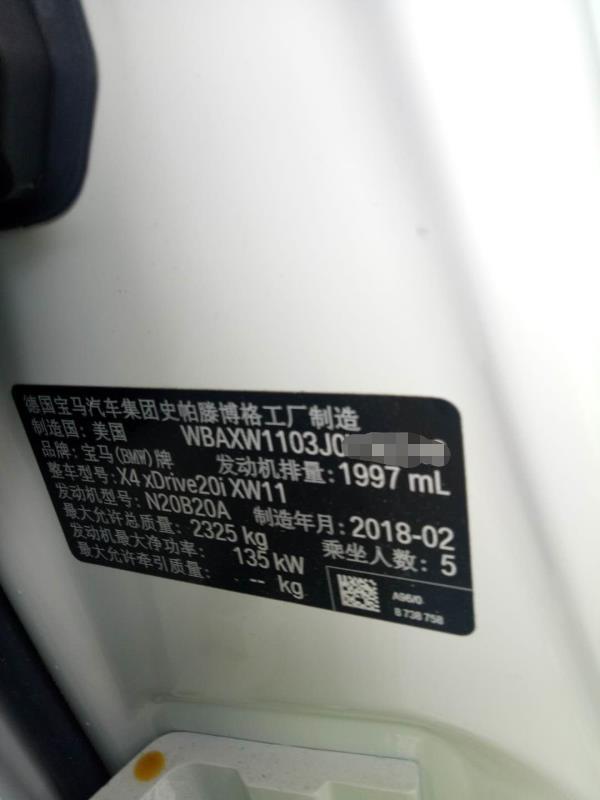 德国宝马汽车集团史帕滕博格工厂制造
制造国: 美国 WBAXW1103J0
品牌: 宝马(BMW)牌 发动机排量: 1997 mL
整车型号: X4 xDrive20i XW11
发动机型号: N20B20A 制造年月: 2018-02
最大允许总质量: 2325 kg 乘坐人数: 5
发动机最大净功率: 135 kW
最大允许牵引质量: -- kg
A96/0
8 738 758